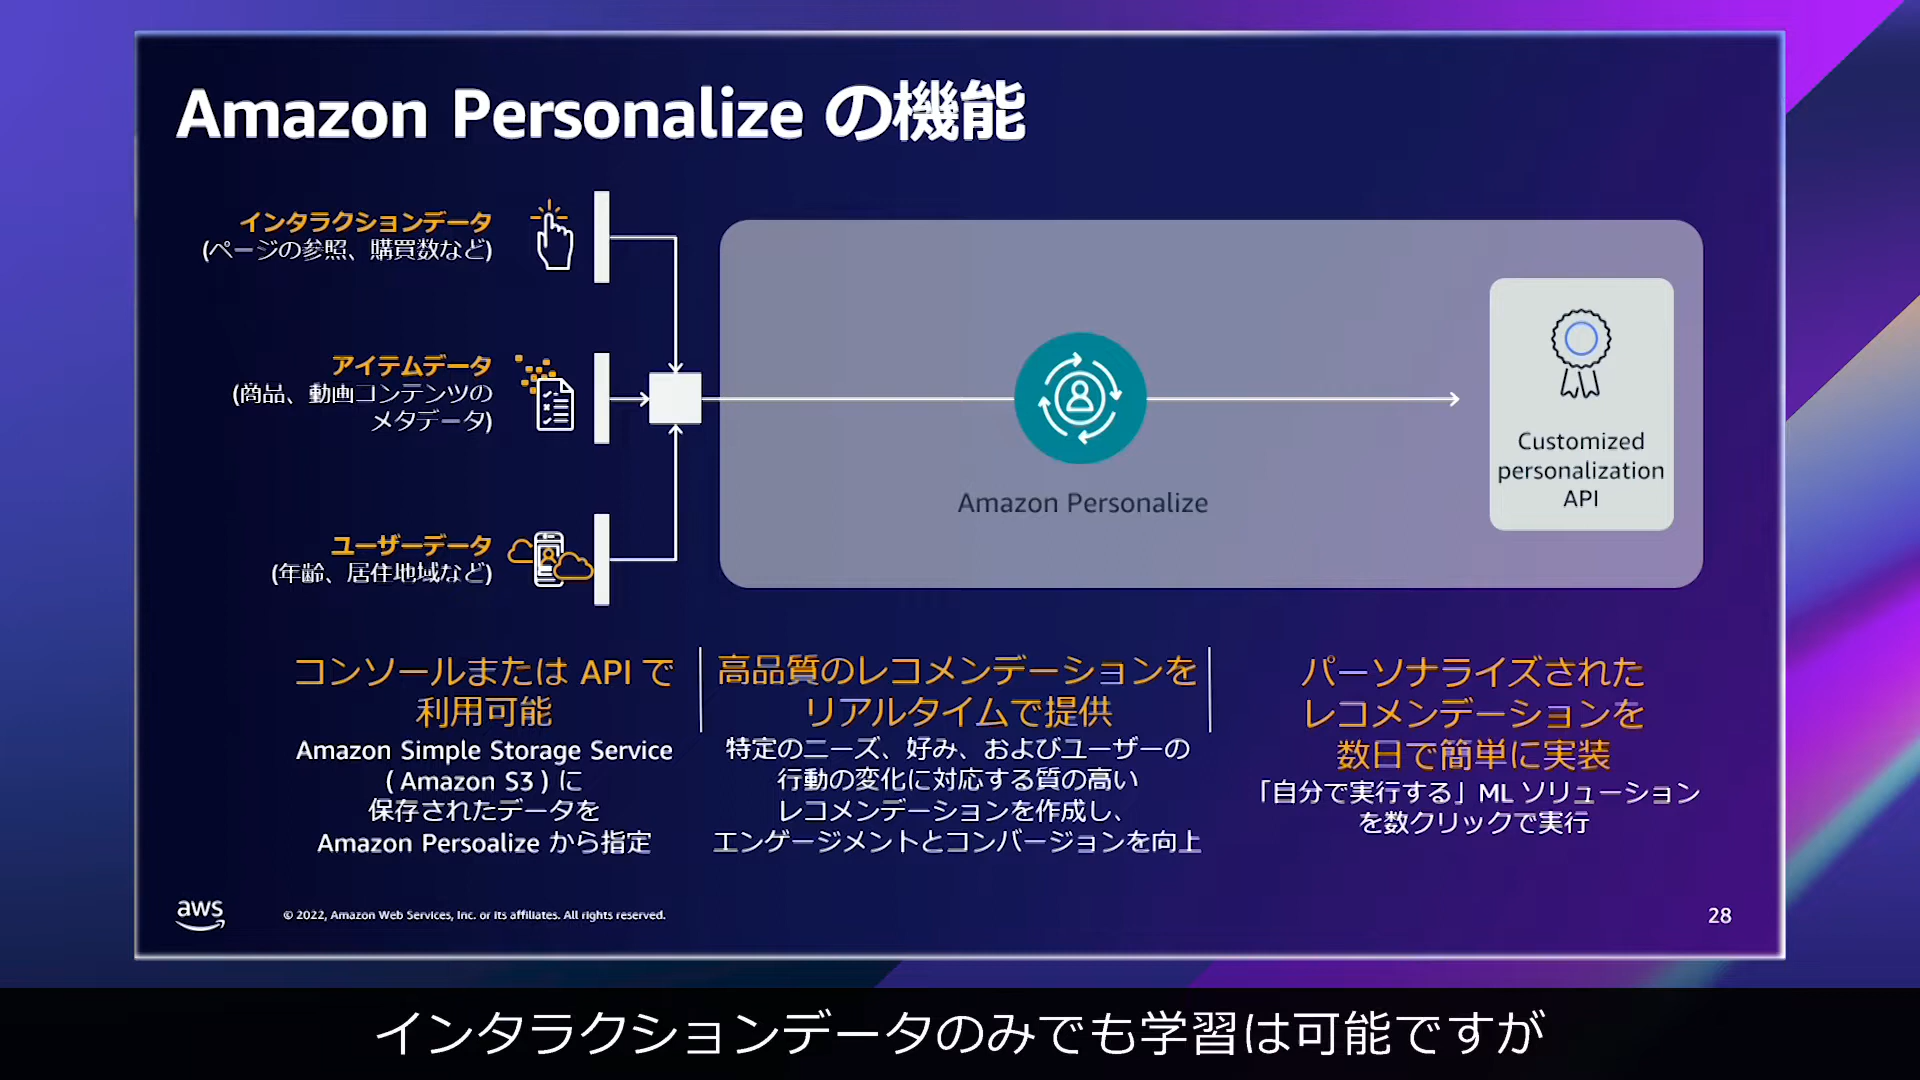 Amazon Personalize の機能
インタラクションデータ
(ページの参照、購買数など)
アイテムデータ
(商品、動画コンテンツの
メタデータ)
ユーザーデータ
(年齢、居住地域など)
Amazon Personalize
Customized
personalization
API
コンソールまたは API で
利用可能
Amazon Simple Storage Service
( Amazon S3 ) に
保存されたデータを
Amazon Persoalize から指定
高品質のレコメンデーションを
リアルタイムで提供
特定のニーズ、好み、およびユーザーの
行動の変化に対応する質の高い
レコメンデーションを作成し、
エンゲージメントとコンバージョンを向上
パーソナライズされた
レコメンデーションを
数日で簡単に実装
「自分で実行する」ML ソリューション
を数クリックで実行
aws
© 2022, Amazon Web Services, Inc. or its affiliates. All rights reserved.
28
インタラクションデータのみでも学習は可能ですが